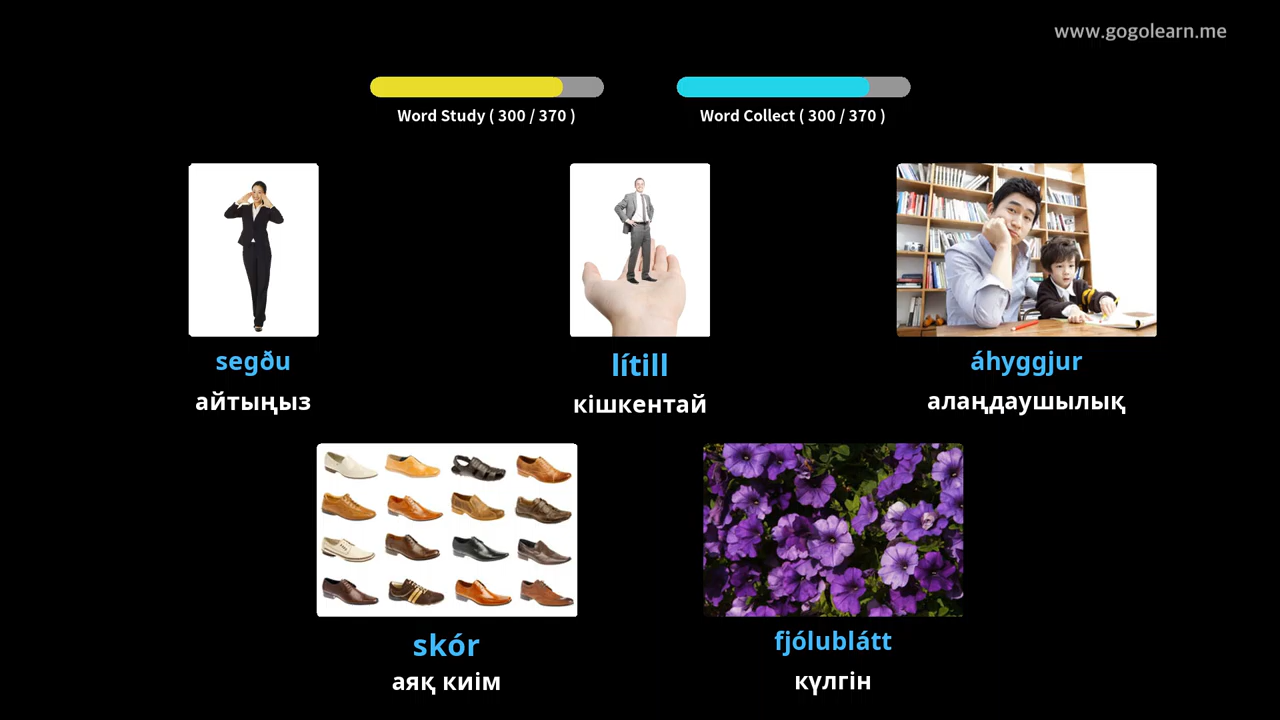 www.gogolearn.me
Word Study ( 300 / 370 )
Word Collect ( 300 / 370 )
segðu
айтыңыз
lítill
кішкентай
áhyggjur
алаңдаушылық
skór
аяқ киім
fjólublátt
күлгін